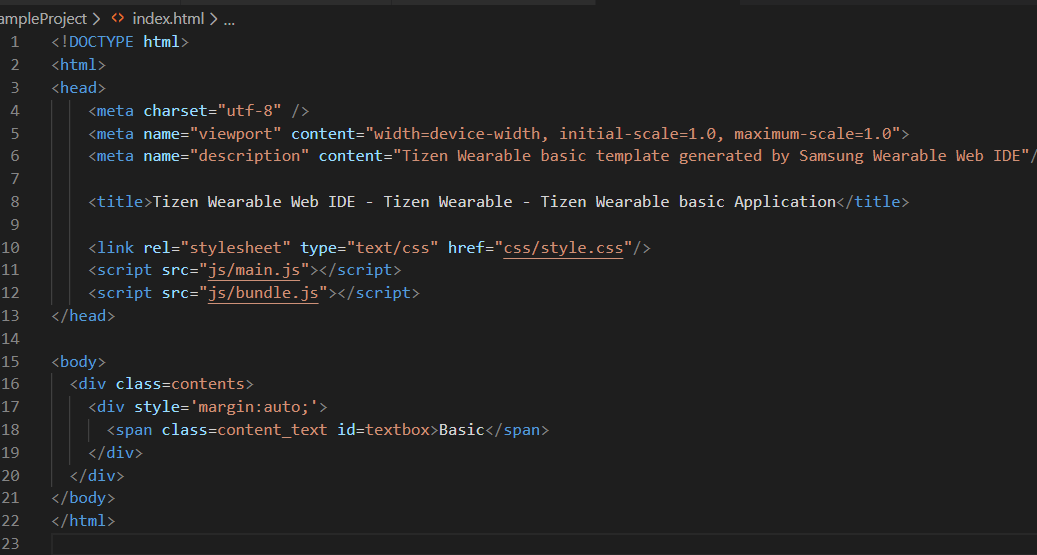 ampleProject > <> index.html > ...
1 <!DOCTYPE html>
2 <html>
3 <head>
4 <meta charset="utf-8" />
5 <meta name="viewport" content="width=device-width, initial-scale=1.0, maximum-scale=1.0">
6 <meta name="description" content="Tizen Wearable basic template generated by Samsung Wearable Web IDE"/
7
8 <title>Tizen Wearable Web IDE - Tizen Wearable - Tizen Wearable basic Application</title>
9
10 <link rel="stylesheet" type="text/css" href="css/style.css"/>
11 <script src="js/main.js"></script>
12 <script src="js/bundle.js"></script>
13 </head>
14
15 <body>
16 <div class=contents>
17 <div style='margin:auto;'>
18 <span class=content_text id=textbox>Basic</span>
19 </div>
20 </div>
21 </body>
22 </html>
23